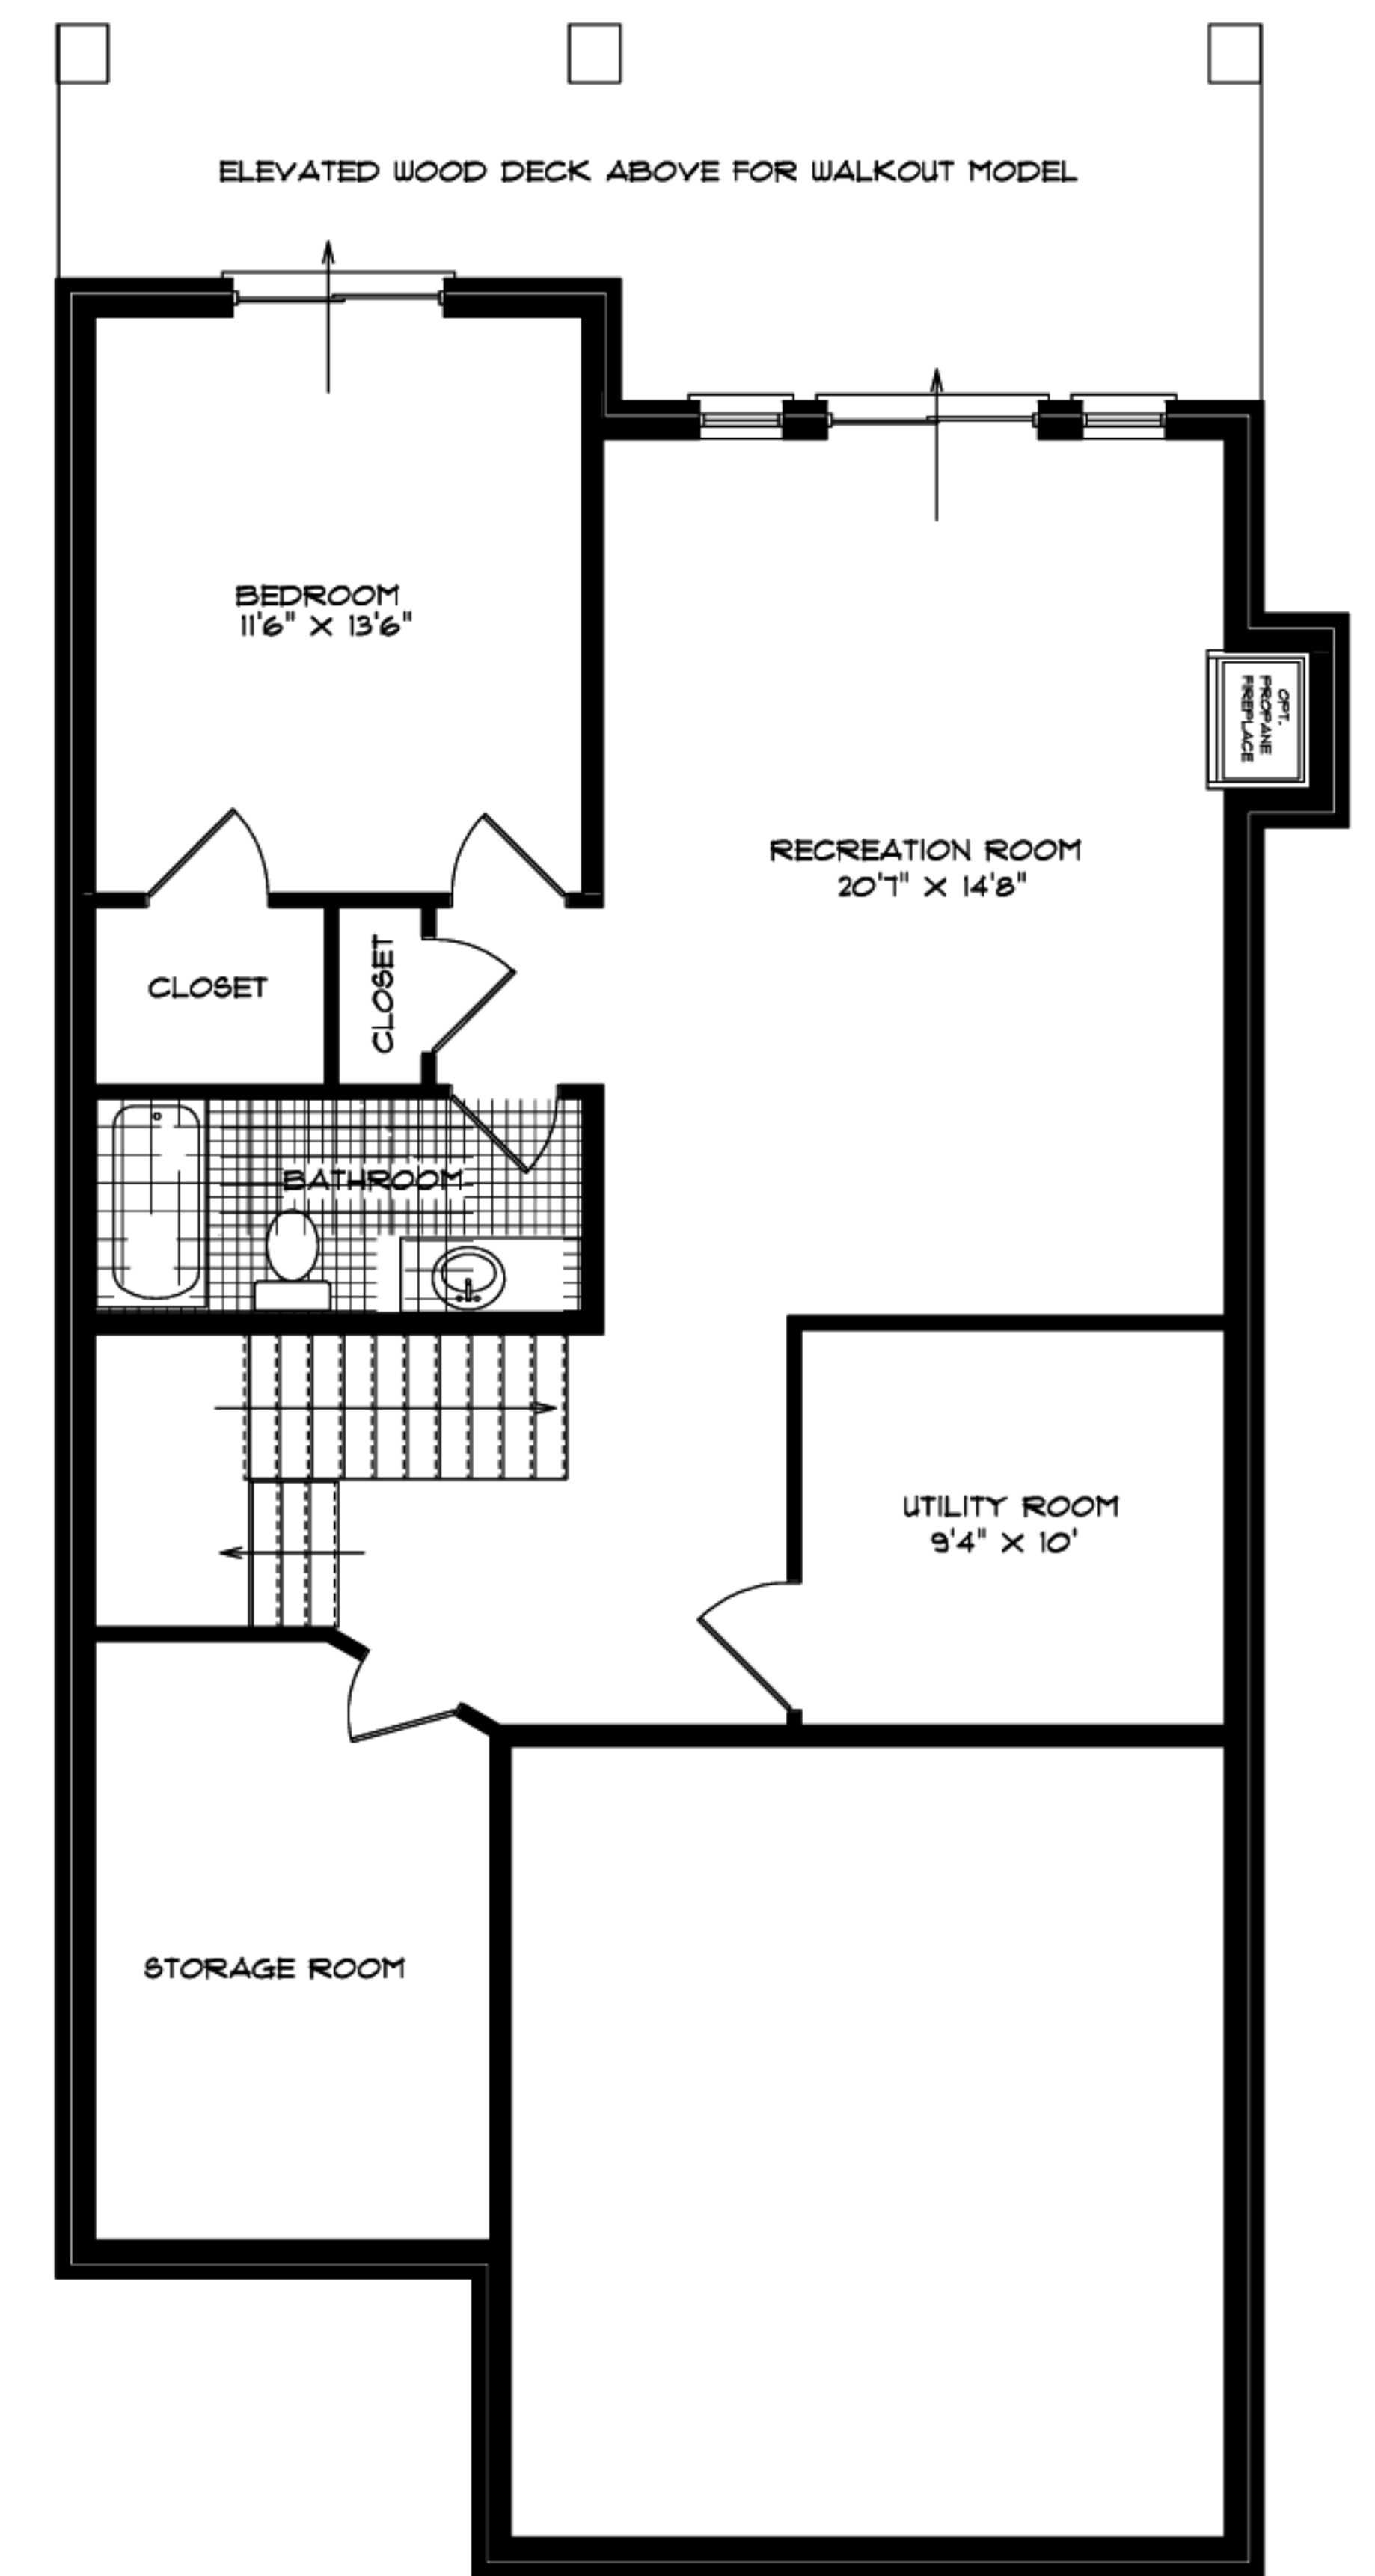 ELEVATED WOOD DECK ABOVE FOR WALKOUT MODEL
BEDROOM
11'6" X 13'6"
OPT.
PROPANE
FIREPLACE
RECREATION ROOM
20'7" X 14'8"
CLOSET
CLOSET
BATHROOM
UTILITY ROOM
9'4" X 10'
STORAGE ROOM